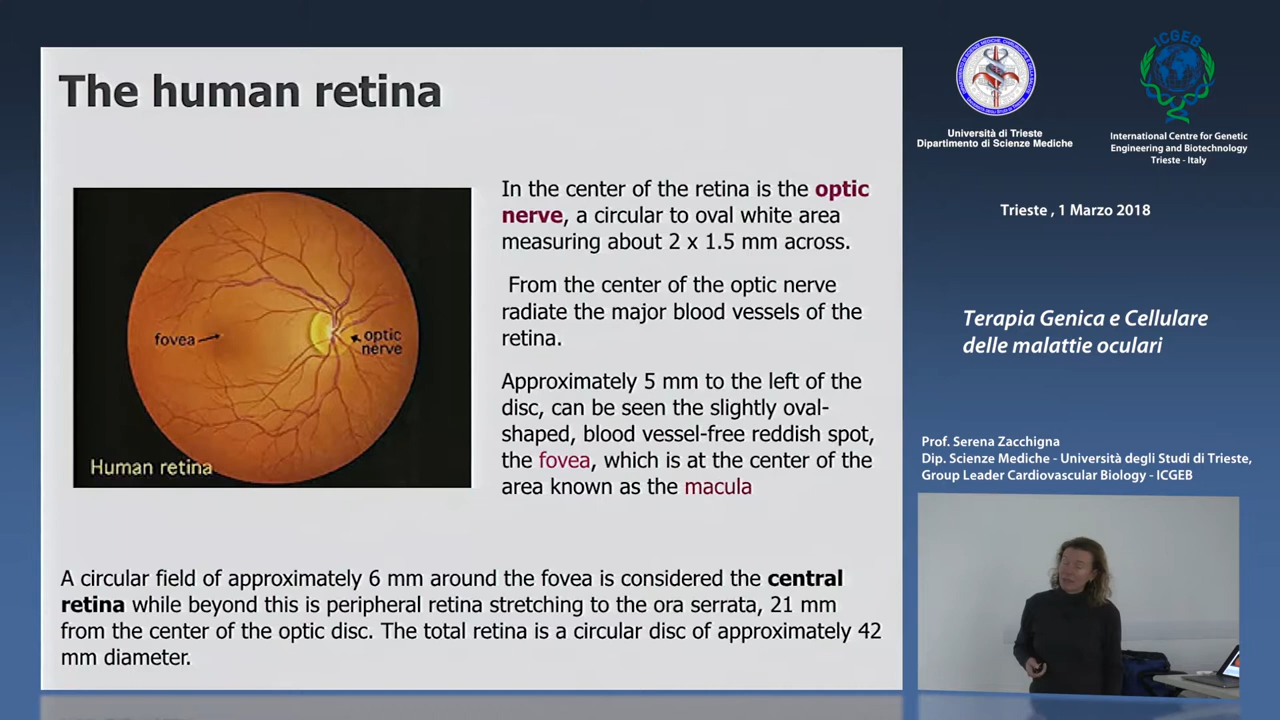 The human retina
fovea
optic
nerve
Human retina
In the center of the retina is the optic
nerve, a circular to oval white area
measuring about 2 x 1.5 mm across.
From the center of the optic nerve
radiate the major blood vessels of the
retina.
Approximately 5 mm to the left of the
disc, can be seen the slightly oval-
shaped, blood vessel-free reddish spot,
the fovea, which is at the center of the
area known as the macula
A circular field of approximately 6 mm around the fovea is considered the central
retina while beyond this is peripheral retina stretching to the ora serrata, 21 mm
from the center of the optic disc. The total retina is a circular disc of approximately 42
mm diameter.
Università di Trieste
Dipartimento di Scienze Mediche
ICGEB
International Centre for Genetic
Engineering and Biotechnology
Trieste - Italy
Trieste , 1 Marzo 2018
Terapia Genica e Cellulare
delle malattie oculari
Prof. Serena Zacchigna
Dip. Scienze Mediche - Università degli Studi di Trieste,
Group Leader Cardiovascular Biology - ICGEB